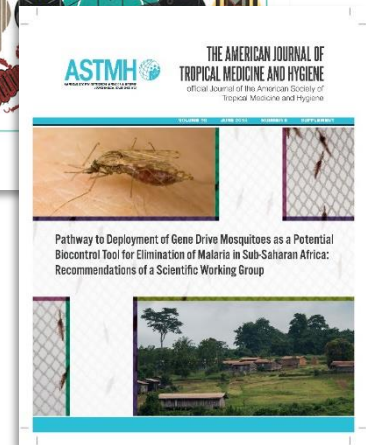 ASTMH
THE AMERICAN JOURNAL OF
TROPICAL MEDICINE AND HYGIENE
official Journal of the American Society of
Tropical Medicine and Hygiene
SUPPLEMENT
Pathway to Deployment of Gene Drive Mosquitoes as a Potential
Biocontrol Tool for Elimination of Malaria in Sub-Saharan Africa:
Recommendations of a Scientific Working Group